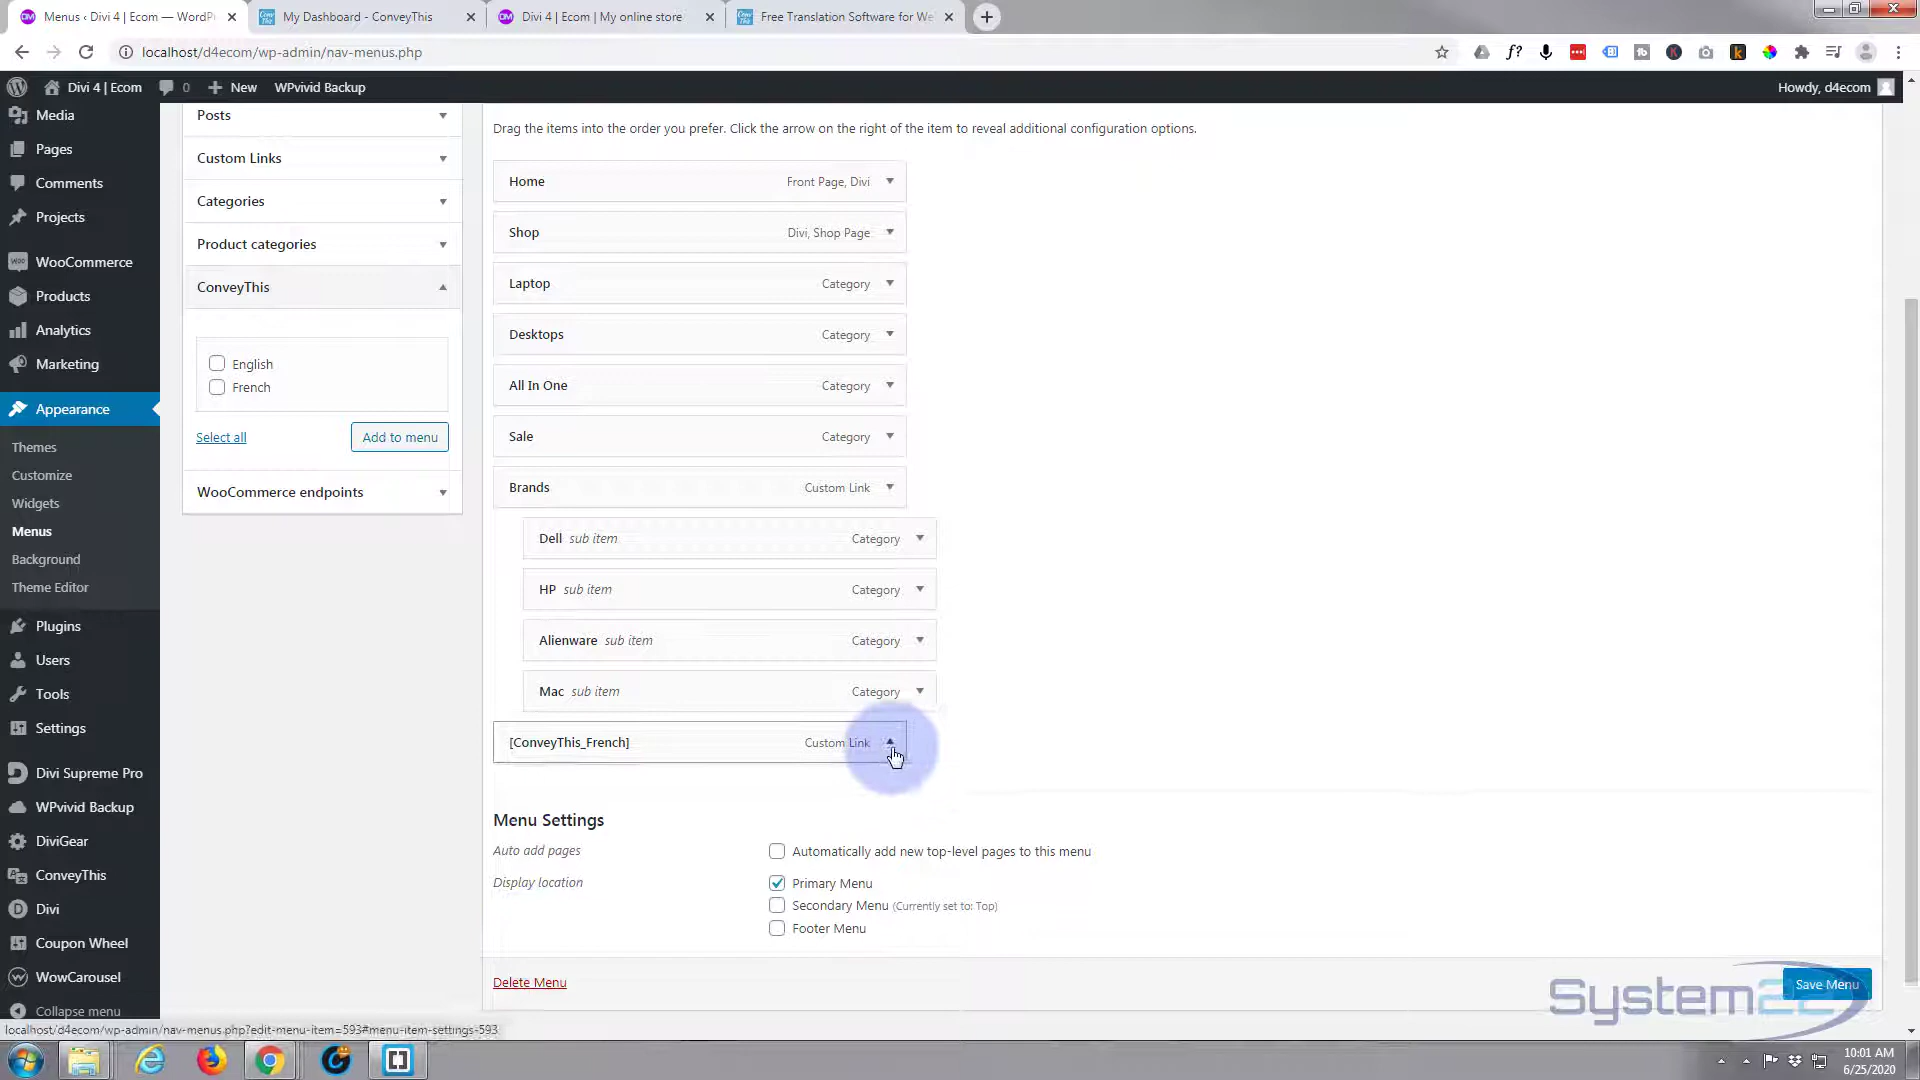 Menus ‹ Divi 4 | Ecom — WordP
My Dashboard - ConveyThis
Divi 4 | Ecom | My online store
Free Translation Software for We
localhost/d4ecom/wp-admin/nav-menus.php
Divi 4 | Ecom
0
New
WPvivid Backup
Howdy, d4ecom
Media
Pages
Comments
Projects
WooCommerce
Products
Analytics
Marketing
Appearance
Themes
Customize
Widgets
Menus
Background
Theme Editor
Plugins
Users
Tools
Settings
Divi Supreme Pro
WPvivid Backup
DiviGear
ConveyThis
Divi
Coupon Wheel
WowCarousel
Collapse menu
Posts
Custom Links
Categories
Product categories
ConveyThis
English
French
Select all
Add to menu
WooCommerce endpoints
Drag the items into the order you prefer. Click the arrow on the right of the item to reveal additional configuration options.
Home Front Page, Divi
Shop Divi, Shop Page
Laptop Category
Desktops Category
All In One Category
Sale Category
Brands Custom Link
Dell sub item Category
HP sub item Category
Alienware sub item Category
Mac sub item Category
[ConveyThis_French] Custom Link
Menu Settings
Auto add pages Automatically add new top-level pages to this menu
Display location Primary Menu
Secondary Menu (Currently set to: Top)
Footer Menu
Delete Menu
Save Menu
System22
localhost/d4ecom/wp-admin/nav-menus.php?edit-menu-item=593#menu-item-settings-593
10:01 AM
6/25/2020